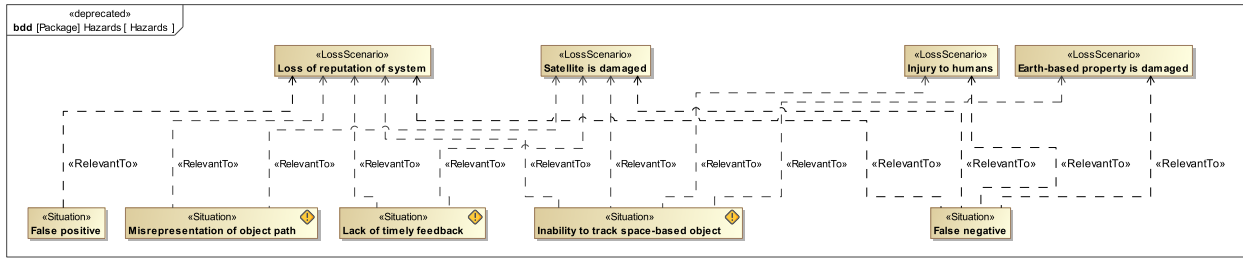 «deprecated»
bdd [Package] Hazards [ Hazards ]
«LossScenario»
Loss of reputation of system
«LossScenario»
Satellite is damaged
«LossScenario»
Injury to humans
«LossScenario»
Earth-based property is damaged
«RelevantTo»
«RelevantTo»
«RelevantTo»
«RelevantTo»
«RelevantTo»
«RelevantTo»
«RelevantTo»
«RelevantTo»
«RelevantTo»
«RelevantTo»
«RelevantTo»
«RelevantTo»
«RelevantTo»
«Situation»
False positive
«Situation»
Misrepresentation of object path
«Situation»
Lack of timely feedback
«Situation»
Inability to track space-based object
«Situation»
False negative